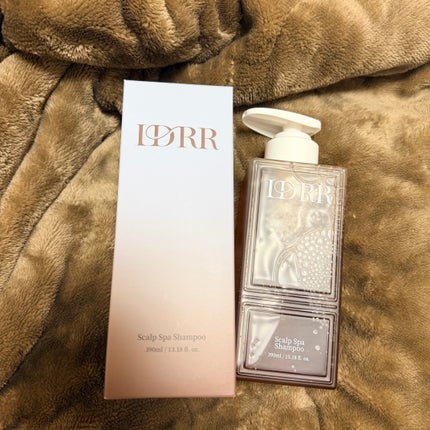 IDRR
Scalp Spa Shampoo
390ml / 13.18 fl. oz.
IDRR
Scalp Spa
Shampoo
390ml / 13.18 fl. oz.